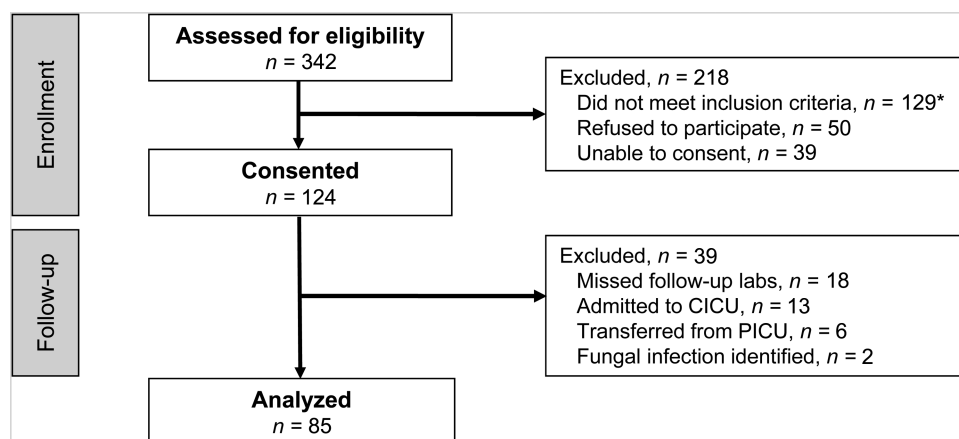 Enrollment
Assessed for eligibility
n = 342
Excluded, n = 218
Did not meet inclusion criteria, n = 129*
Refused to participate, n = 50
Unable to consent, n = 39
Consented
n = 124
Follow-up
Excluded, n = 39
Missed follow-up labs, n = 18
Admitted to CICU, n = 13
Transferred from PICU, n = 6
Fungal infection identified, n = 2
Analyzed
n = 85